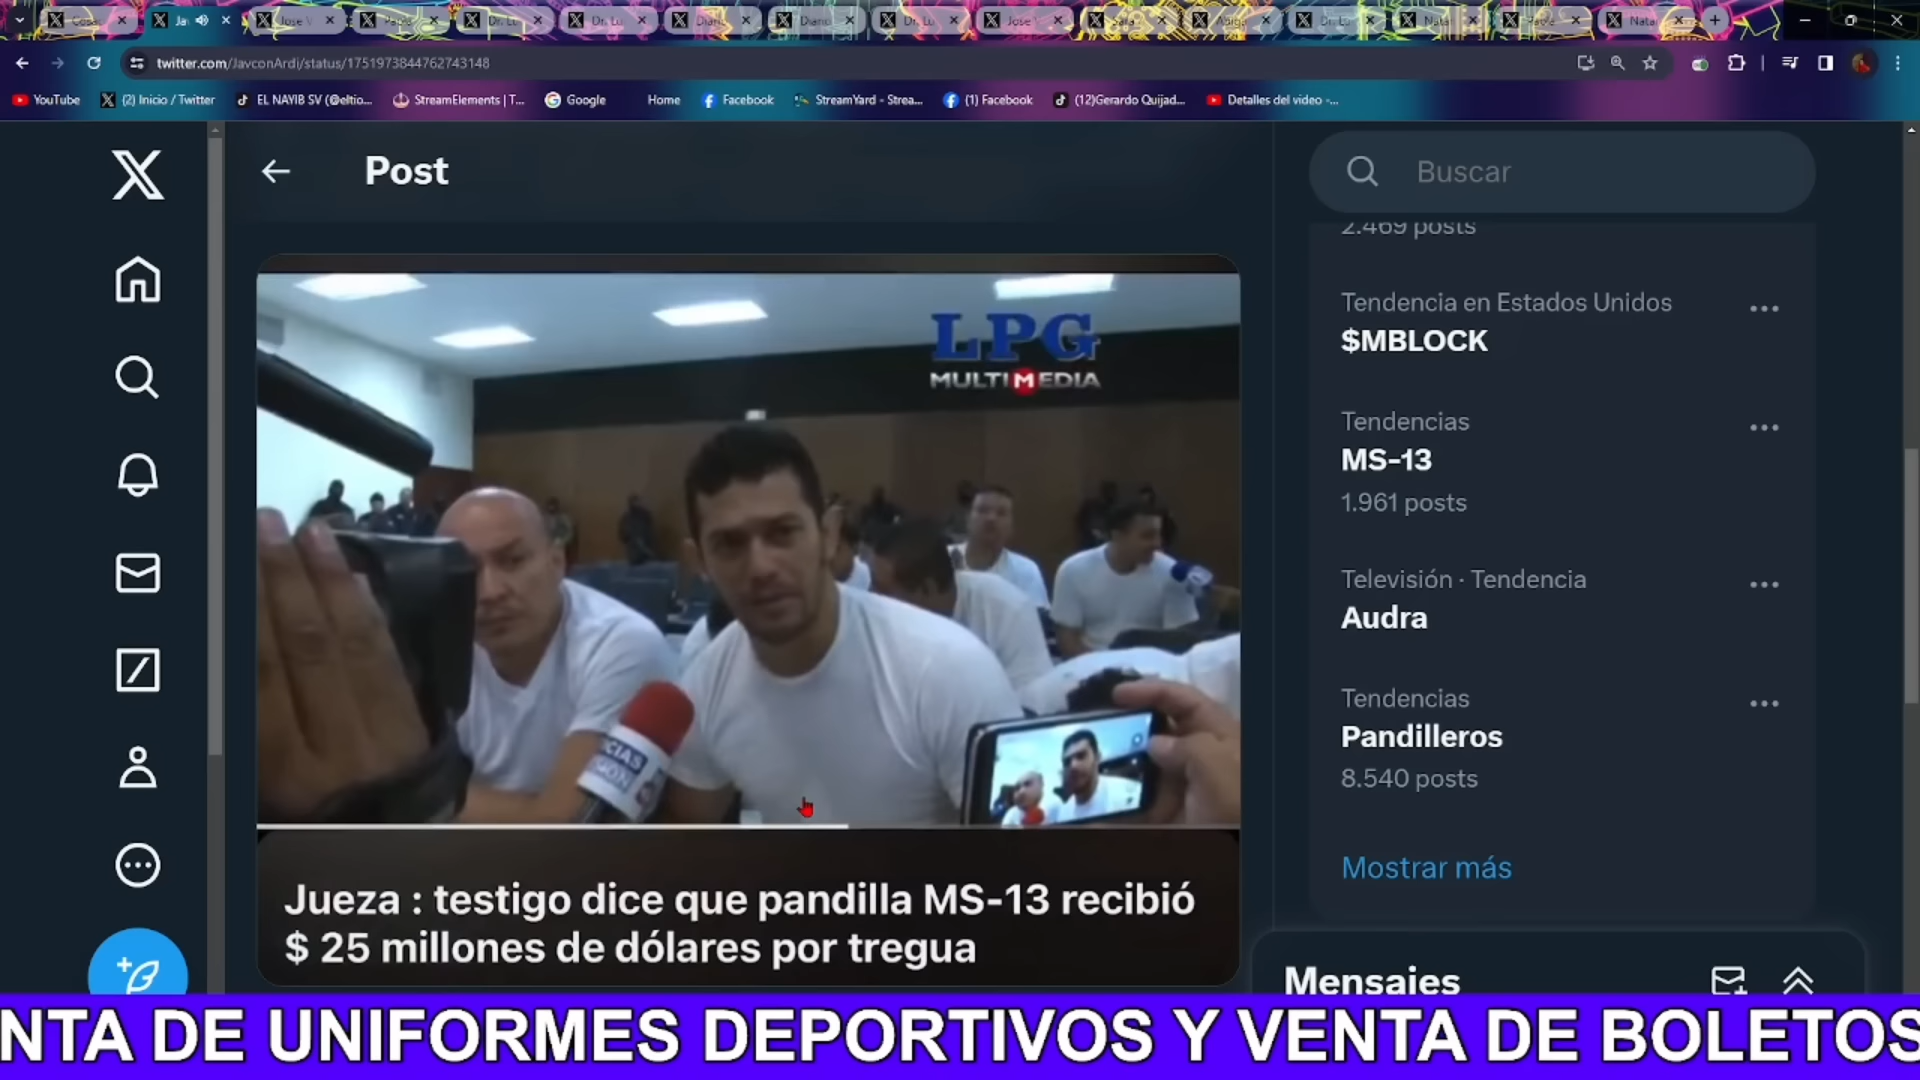 twitter.com/JavconArdi/status/1751973844762743148
YouTube
(2) Inicio / Twitter
EL NAYIB SV (@eltio...
StreamElements | T...
Google
Home
Facebook
StreamYard - Strea...
(1) Facebook
(12)Gerardo Quijad...
Detalles del video -...
Post
Buscar
2.469 posts
Tendencia en Estados Unidos
$MBLOCK
Tendencias
MS-13
1.961 posts
Televisión · Tendencia
Audra
Tendencias
Pandilleros
8.540 posts
Mostrar más
LPG
MULTIMEDIA
Jueza : testigo dice que pandilla MS-13 recibió
$ 25 millones de dólares por tregua
Mensajes
NTA DE UNIFORMES DEPORTIVOS Y VENTA DE BOLETOS